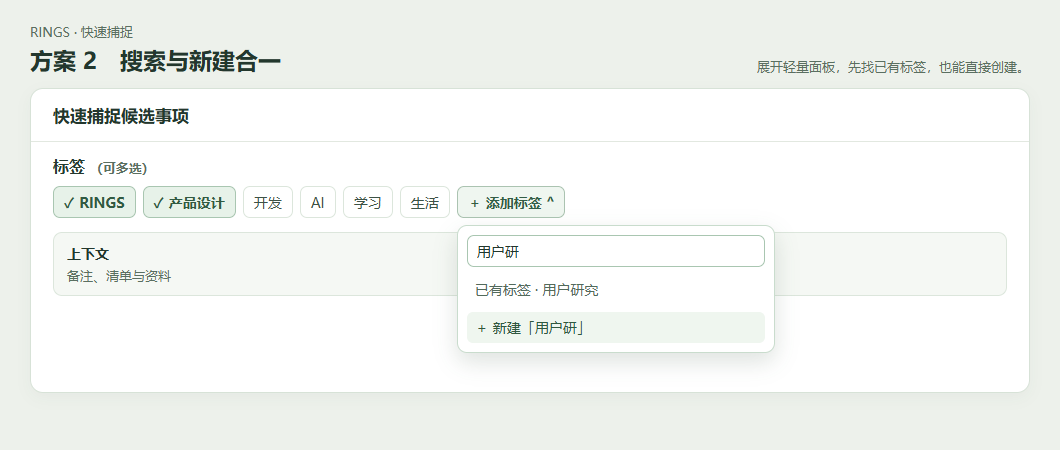 RINGS · 快速捕捉
方案 2　搜索与新建合一
展开轻量面板，先找已有标签，也能直接创建。
快速捕捉候选事项
标签 (可多选)
✓ RINGS ✓ 产品设计 开发 AI 学习 生活 + 添加标签 ^
上下文
备注、清单与资料
用户研
已有标签 · 用户研究
+ 新建「用户研」